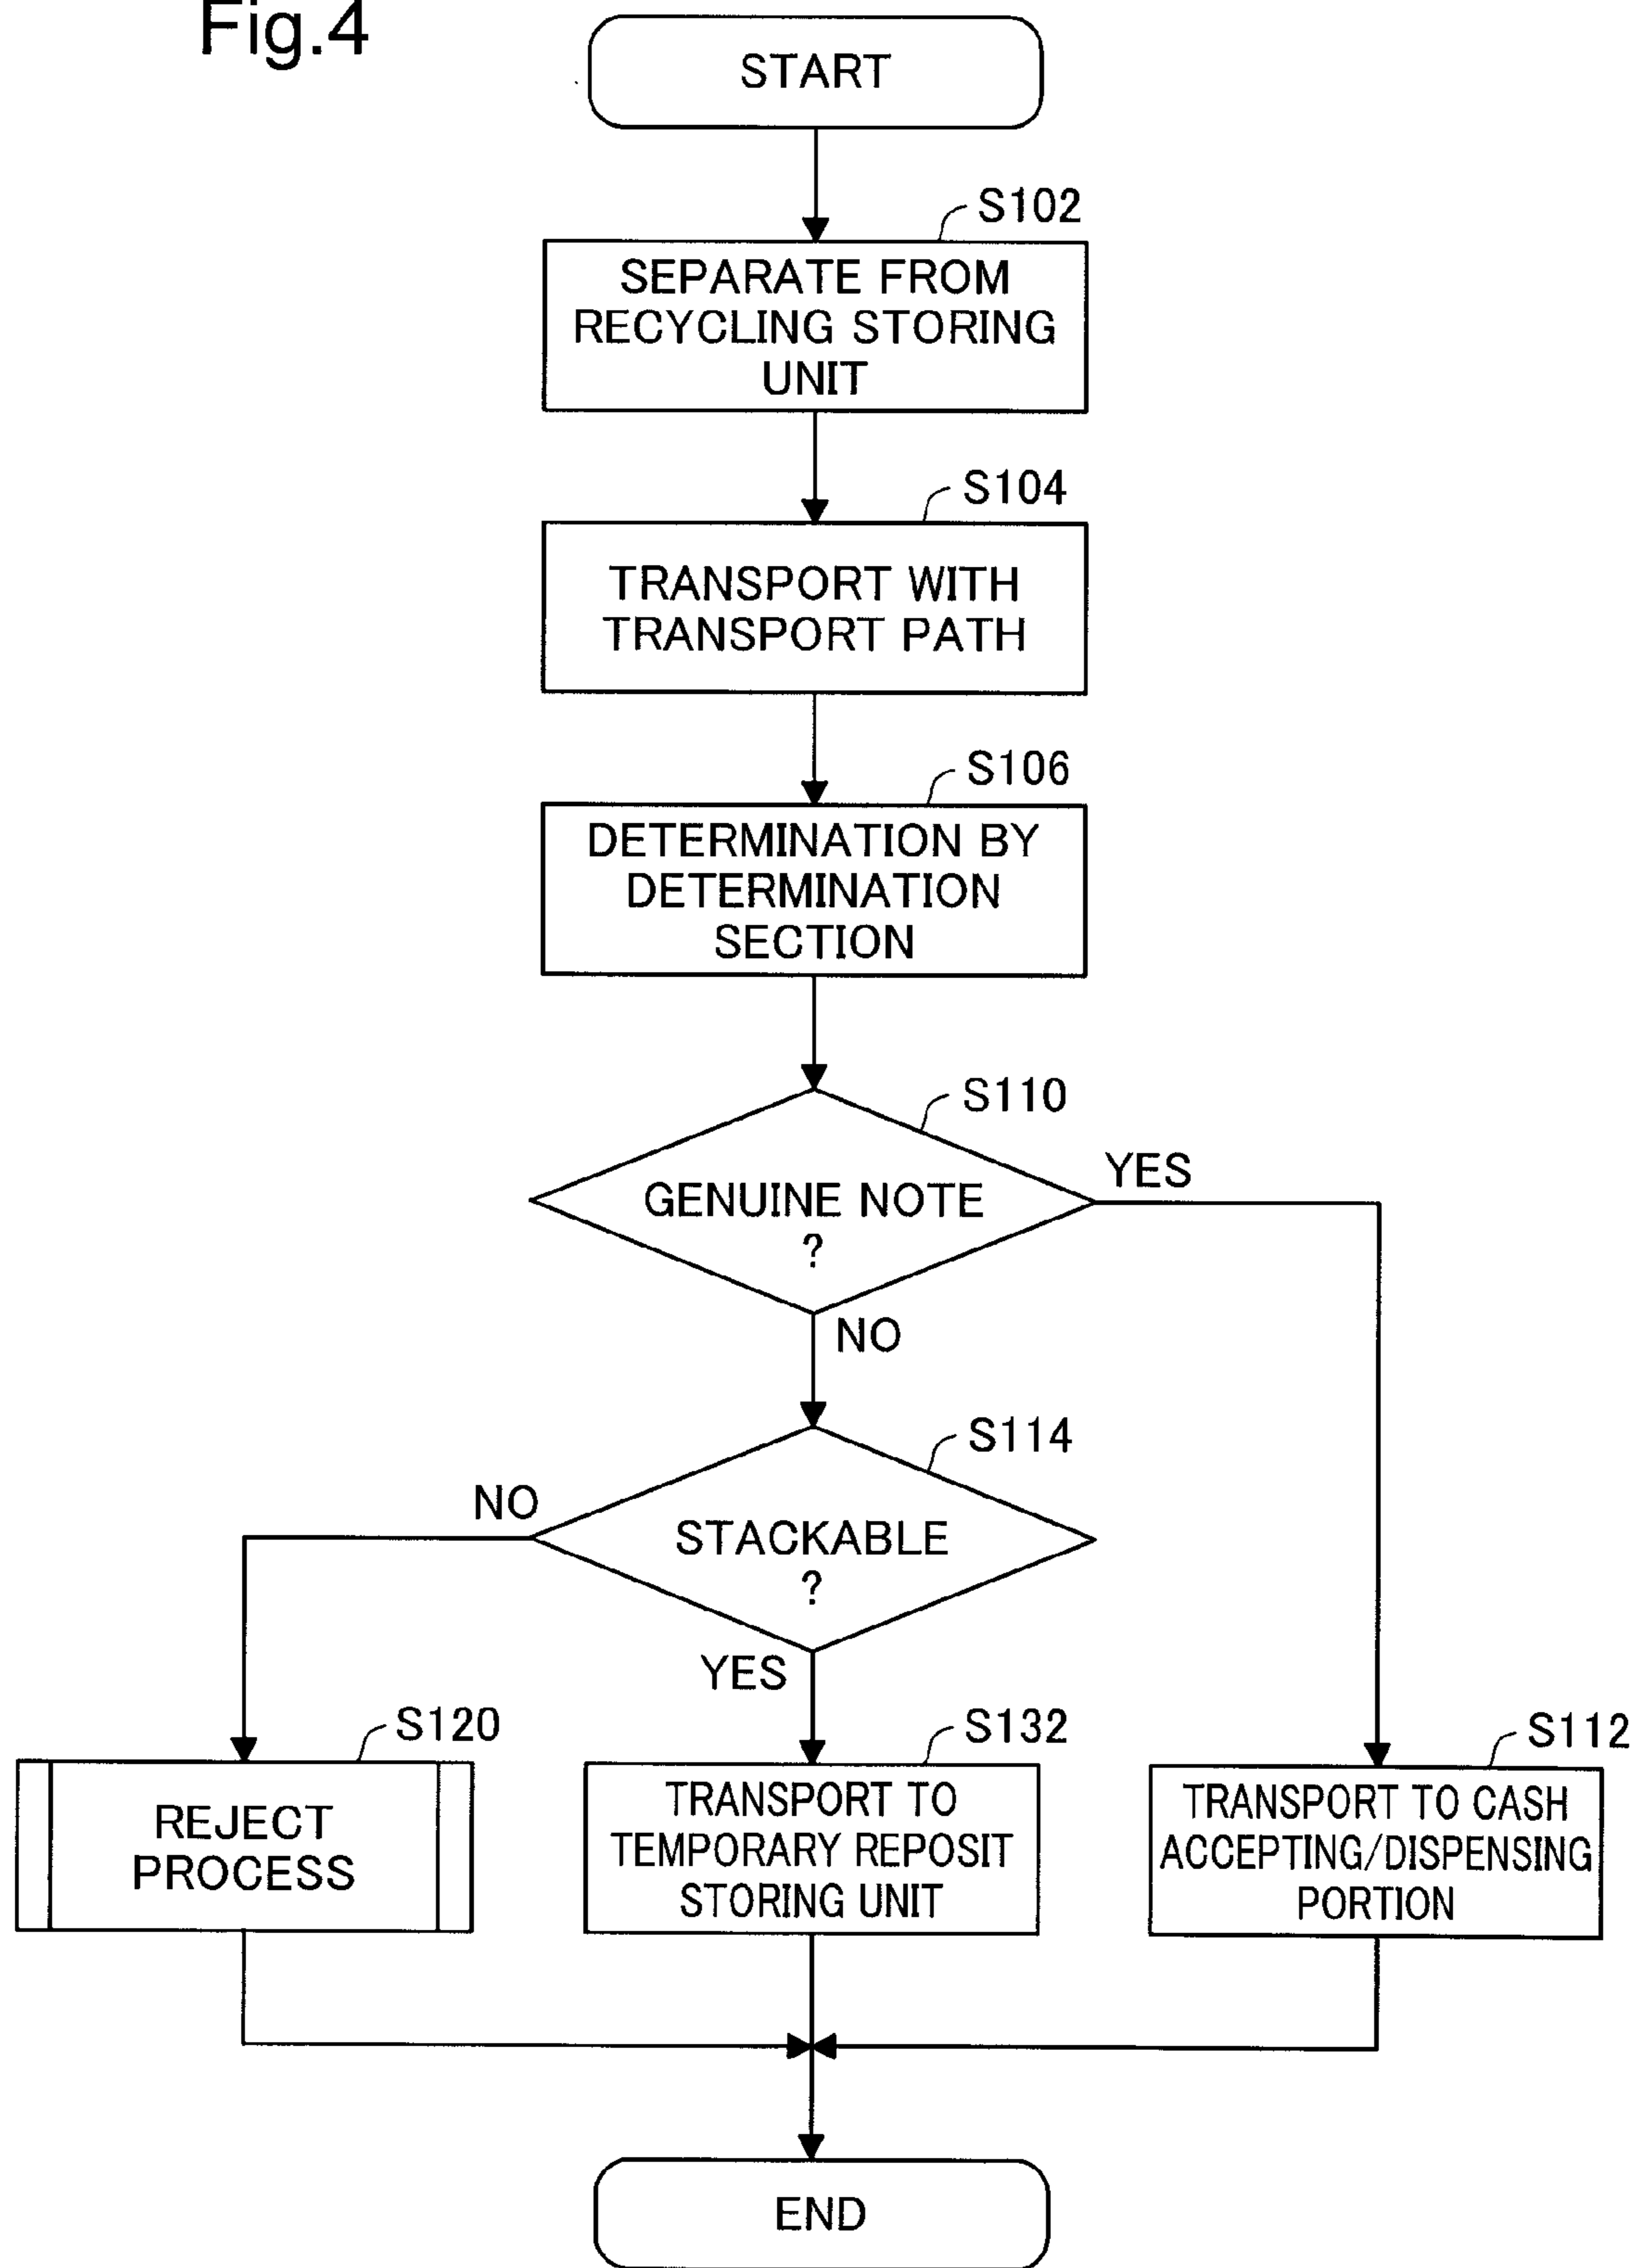 Fig.4
START
S102
SEPARATE FROM
RECYCLING STORING
UNIT
S104
TRANSPORT WITH
TRANSPORT PATH
S106
DETERMINATION BY
DETERMINATION
SECTION
S110
GENUINE NOTE
?
YES
NO
S114
STACKABLE
?
NO
YES
S120
REJECT
PROCESS
S132
TRANSPORT TO
TEMPORARY REPOSIT
STORING UNIT
S112
TRANSPORT TO CASH
ACCEPTING/DISPENSING
PORTION
END